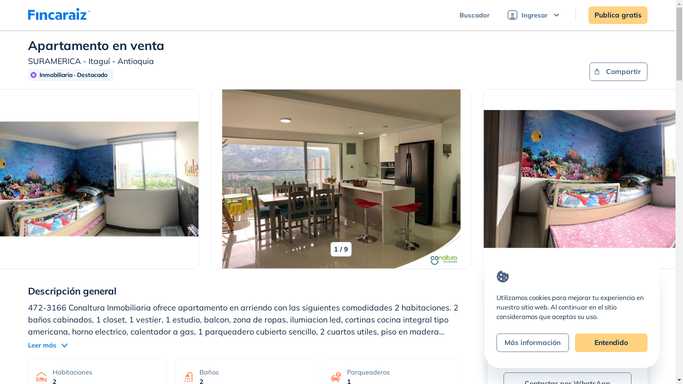 Fincaraiz
Buscador
Ingresar
Publica gratis
Apartamento en venta
SURAMERICA - Itaguí - Antioquia
Inmobiliaria · Destacado
Compartir
1 / 9
conaltura
Descripción general
472-3166 Conaltura Inmobiliaria ofrece apartamento en arriendo con las siguientes comodidades 2 habitaciones. 2
baños cabinados, 1 closet, 1 vestier, 1 estudio, balcon, zona de ropas, iluminacion led, cortinas cocina integral tipo
americana, horno electrico, calentador a gas, 1 parqueadero cubierto sencillo, 2 cuartos utiles, piso en madera...
Leer más
Habitaciones
2
Baños
2
Parqueaderos
1
Utilizamos cookies para mejorar tu experiencia en
nuestro sitio web. Al continuar en el sitio
consideramos que aceptas su uso.
Más información
Entendido
Contactar por WhatsApp